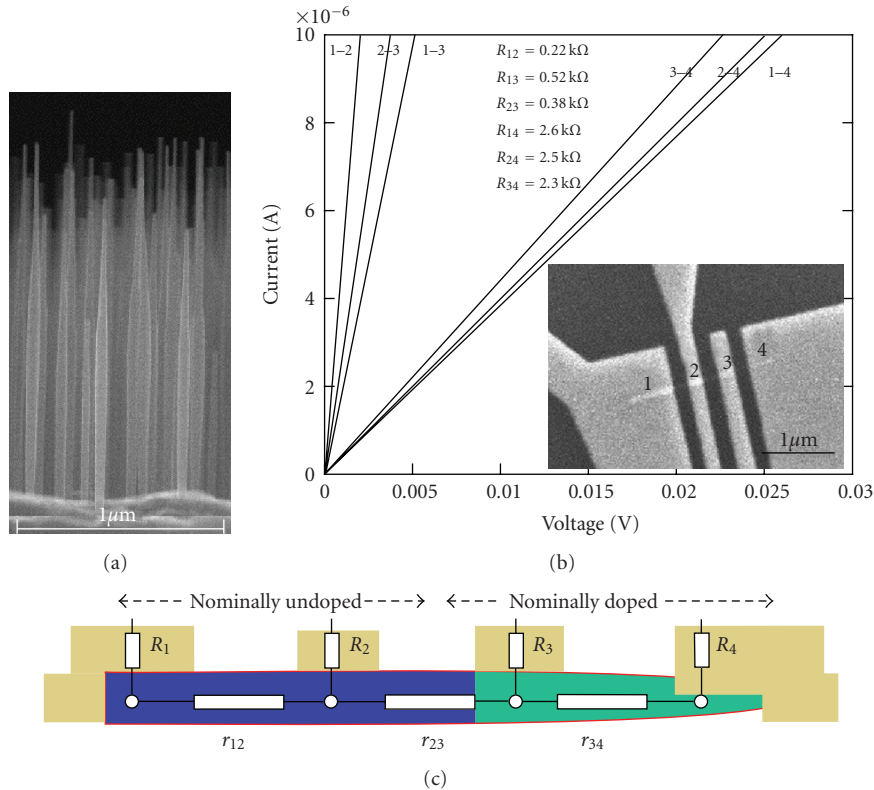 ×10⁻⁶
10
8
6
4
2
0
Current (A)
1–2
2–3
1–3
3–4
2–4
1–4
R₁₂ = 0.22 kΩ
R₁₃ = 0.52 kΩ
R₂₃ = 0.38 kΩ
R₁₄ = 2.6 kΩ
R₂₄ = 2.5 kΩ
R₃₄ = 2.3 kΩ
1
2
3
4
1μm
0
0.005
0.01
0.015
0.02
0.025
0.03
Voltage (V)
1μm
(a)
(b)
Nominally undoped
Nominally doped
R₁
R₂
R₃
R₄
r₁₂
r₂₃
r₃₄
(c)